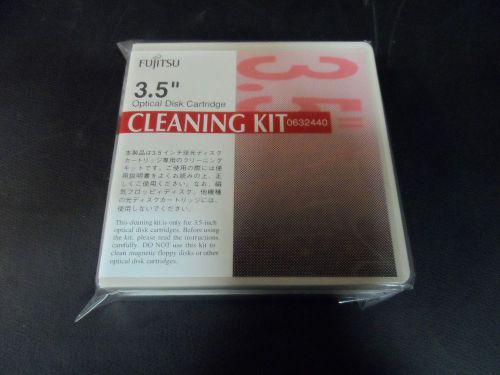 FUJITSU
3.5"
3.5"
Optical Disk Cartridge
CLEANING KIT 0632440
本製品は3.5インチ型光ディスク
カートリッジ専用のクリーニング
キットです。ご使用の際には使
用説明書をよくお読みの上、正
しくご使用ください。なお、磁
気フロッピィディスク、他機種
の光ディスクカートリッジには、
使用しないでください。
This cleaning kit is only for 3.5-inch
optical disk cartridges. Before using
the kit, please read the instructions
carefully. DO NOT use this kit to
clean magnetic floppy disks or other
optical disk cartridges.